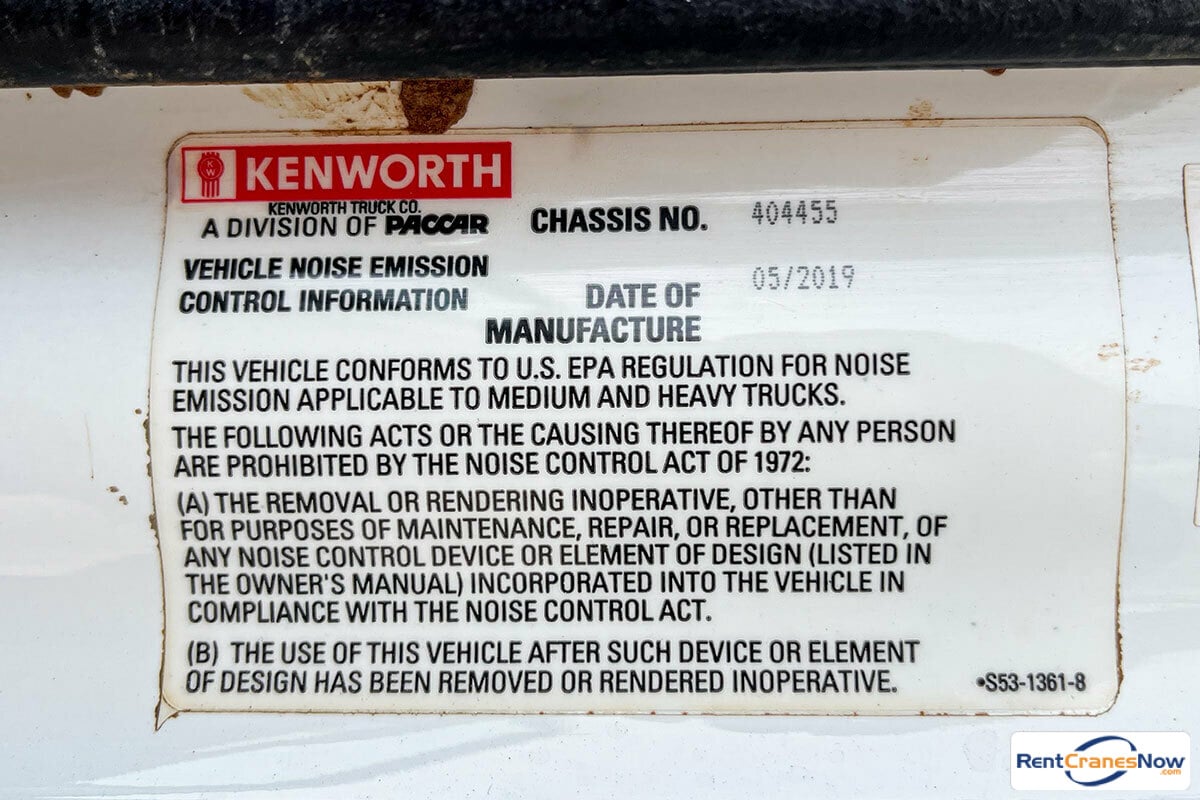 KW KENWORTH
KENWORTH TRUCK CO.
A DIVISION OF PACCAR
CHASSIS NO. 404455
VEHICLE NOISE EMISSION
CONTROL INFORMATION
DATE OF
MANUFACTURE
05/2019
THIS VEHICLE CONFORMS TO U.S. EPA REGULATION FOR NOISE
EMISSION APPLICABLE TO MEDIUM AND HEAVY TRUCKS.
THE FOLLOWING ACTS OR THE CAUSING THEREOF BY ANY PERSON
ARE PROHIBITED BY THE NOISE CONTROL ACT OF 1972:
(A) THE REMOVAL OR RENDERING INOPERATIVE, OTHER THAN
FOR PURPOSES OF MAINTENANCE, REPAIR, OR REPLACEMENT, OF
ANY NOISE CONTROL DEVICE OR ELEMENT OF DESIGN (LISTED IN
THE OWNER'S MANUAL) INCORPORATED INTO THE VEHICLE IN
COMPLIANCE WITH THE NOISE CONTROL ACT.
(B) THE USE OF THIS VEHICLE AFTER SUCH DEVICE OR ELEMENT
OF DESIGN HAS BEEN REMOVED OR RENDERED INOPERATIVE.
•S53-1361-8
RentCranesNow.com